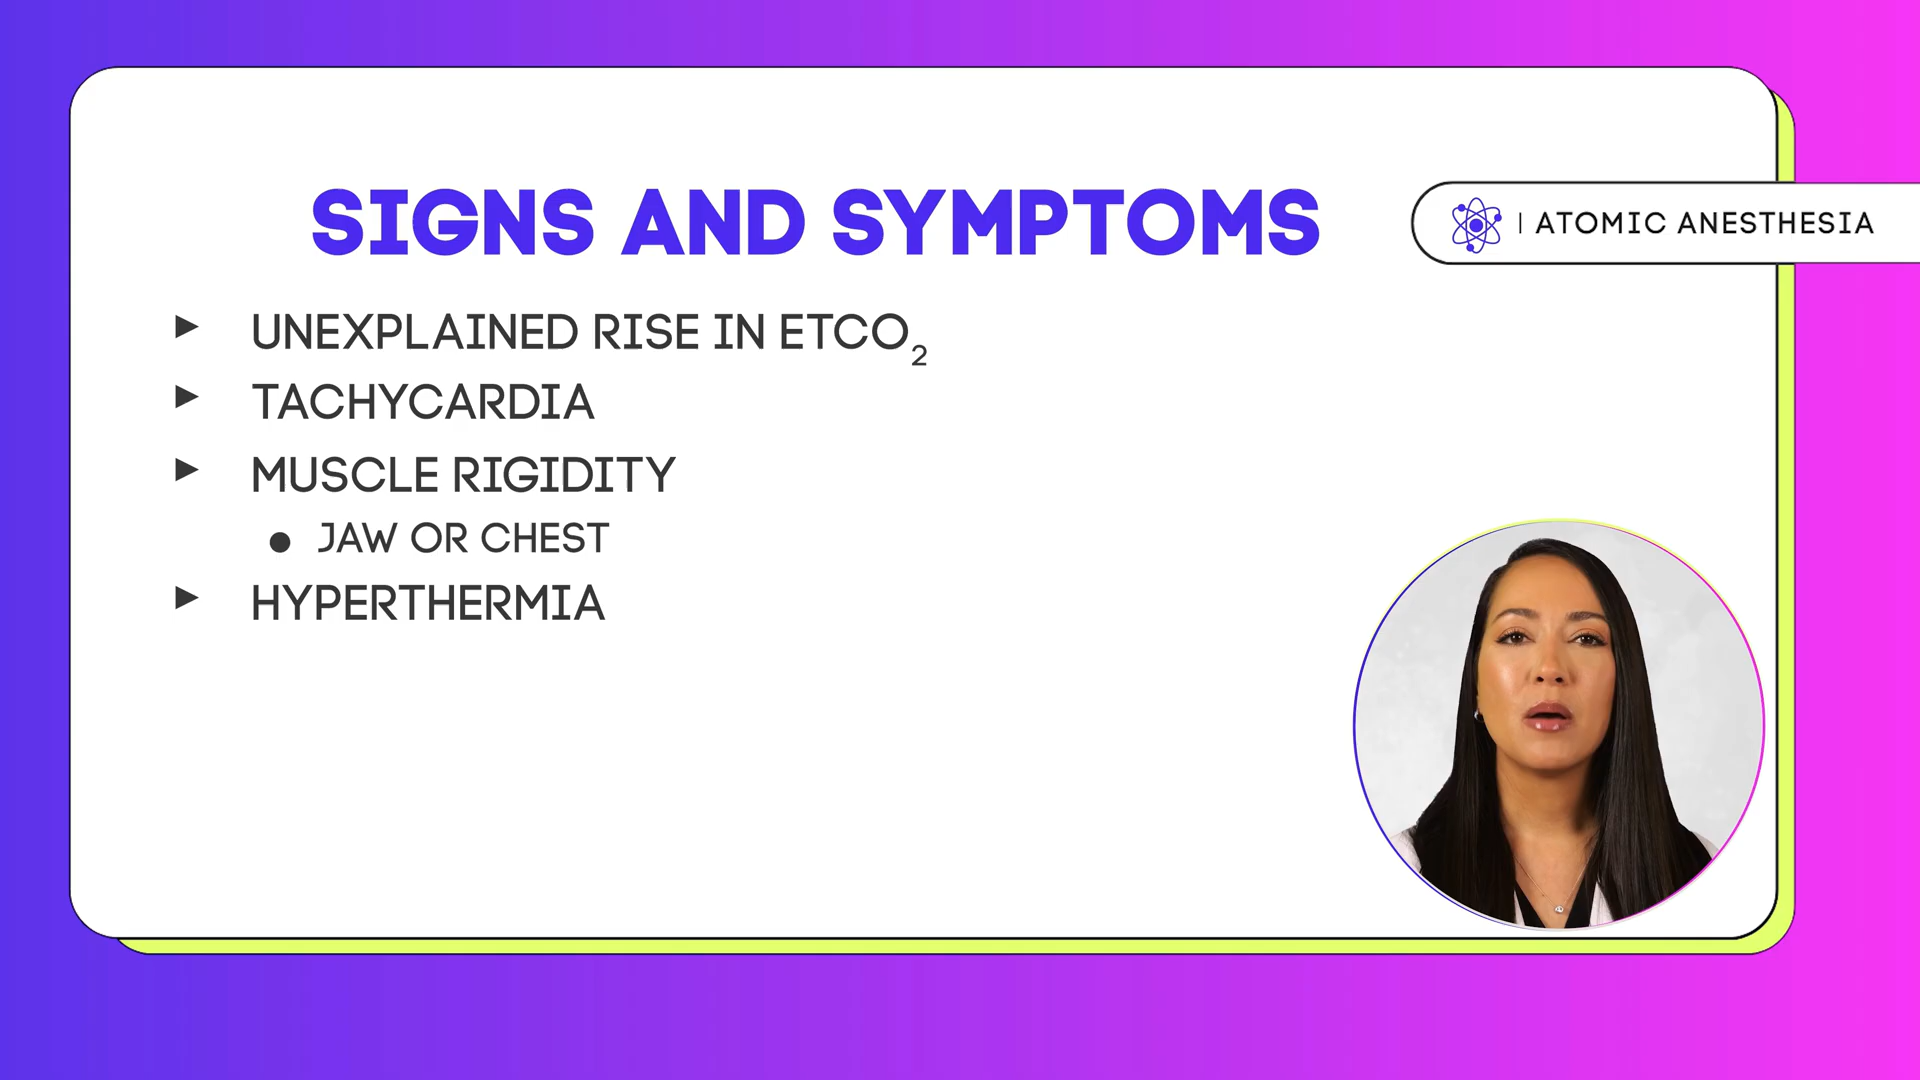 SIGNS AND SYMPTOMS
| ATOMIC ANESTHESIA
► UNEXPLAINED RISE IN ETCO₂
► TACHYCARDIA
► MUSCLE RIGIDITY
● JAW OR CHEST
► HYPERTHERMIA